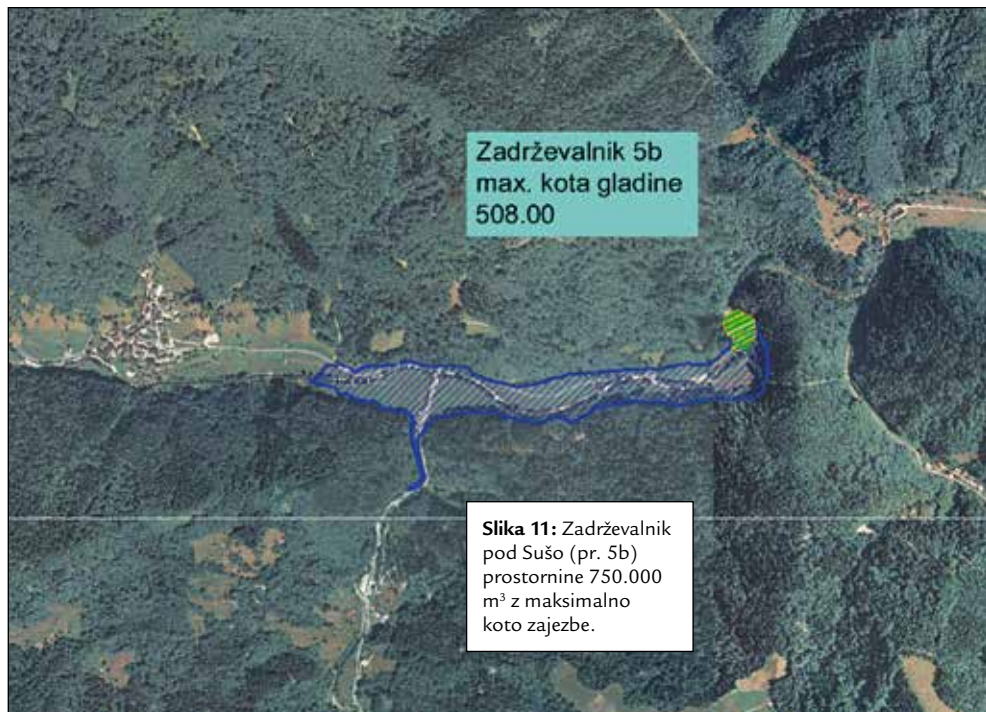 Zadrževalnik 5b
max. kota gladine
508.00
Slika 11: Zadrževalnik
pod Sušo (pr. 5b)
prostornine 750.000
m³ z maksimalno
koto zajezbe.